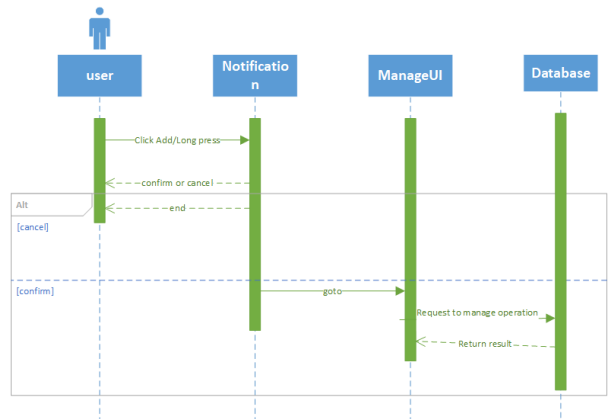 user
Notificatio
n
ManageUI
Database
Click Add/Long press
confirm or cancel
Alt
end
[cancel]
[confirm]
goto
Request to manage operation
Return result